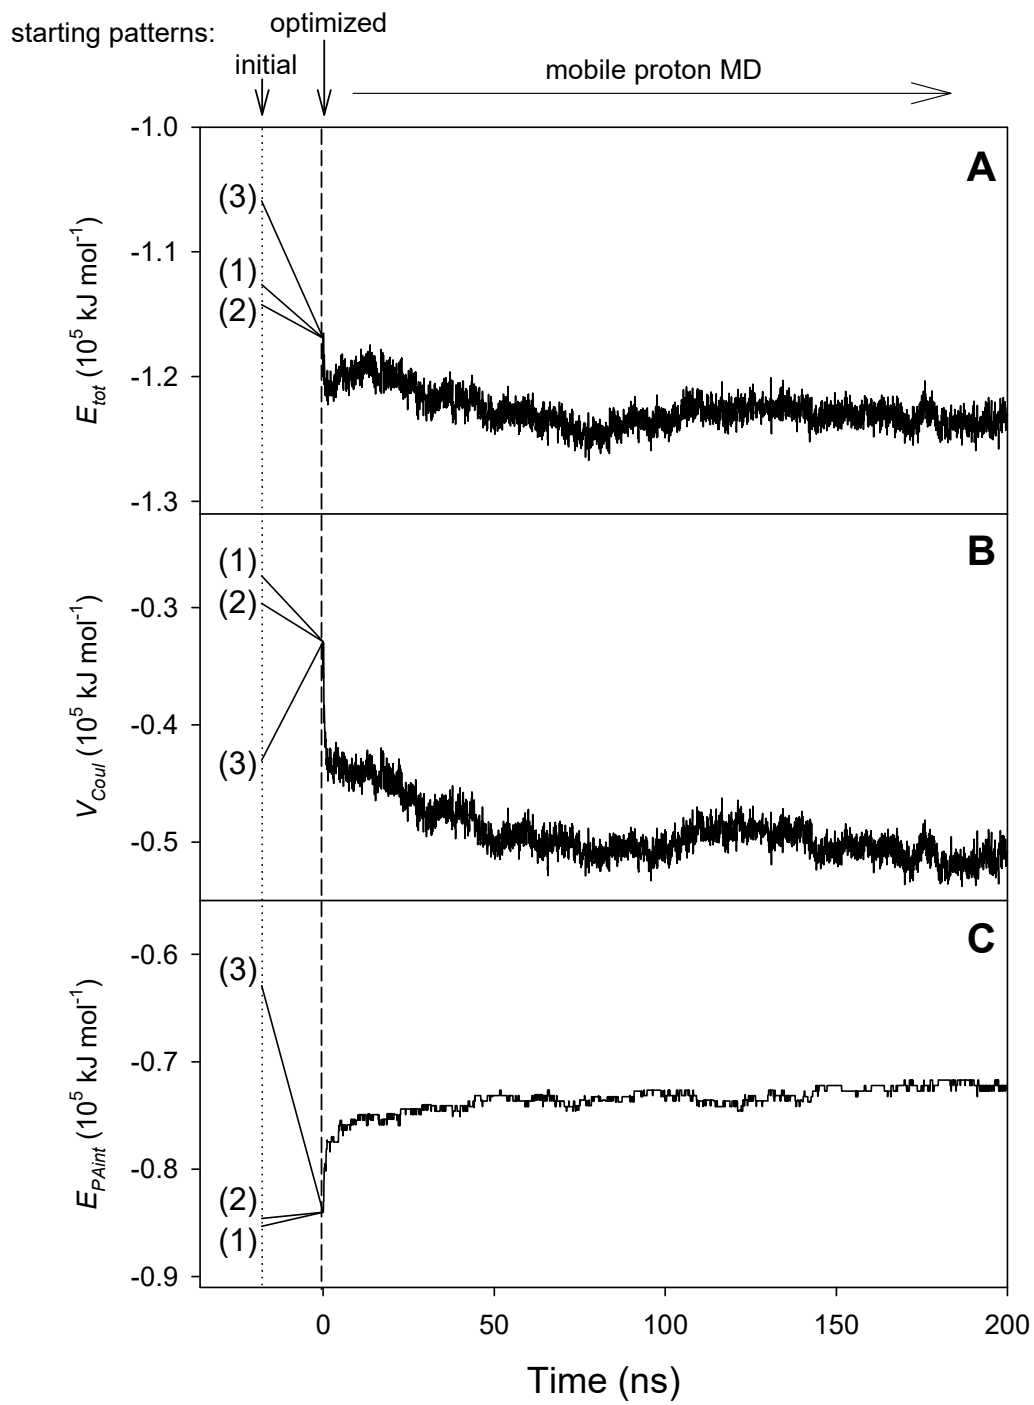 starting patterns:
optimized
initial
mobile proton MD
-1.0
-1.1
-1.2
-1.3
E_tot (10^5 kJ mol^-1)
(3)
(1)
(2)
A
-0.3
-0.4
-0.5
V_Coul (10^5 kJ mol^-1)
(1)
(2)
(3)
B
-0.6
-0.7
-0.8
-0.9
E_PAint (10^5 kJ mol^-1)
(3)
(2)
(1)
C
0 50 100 150 200
Time (ns)